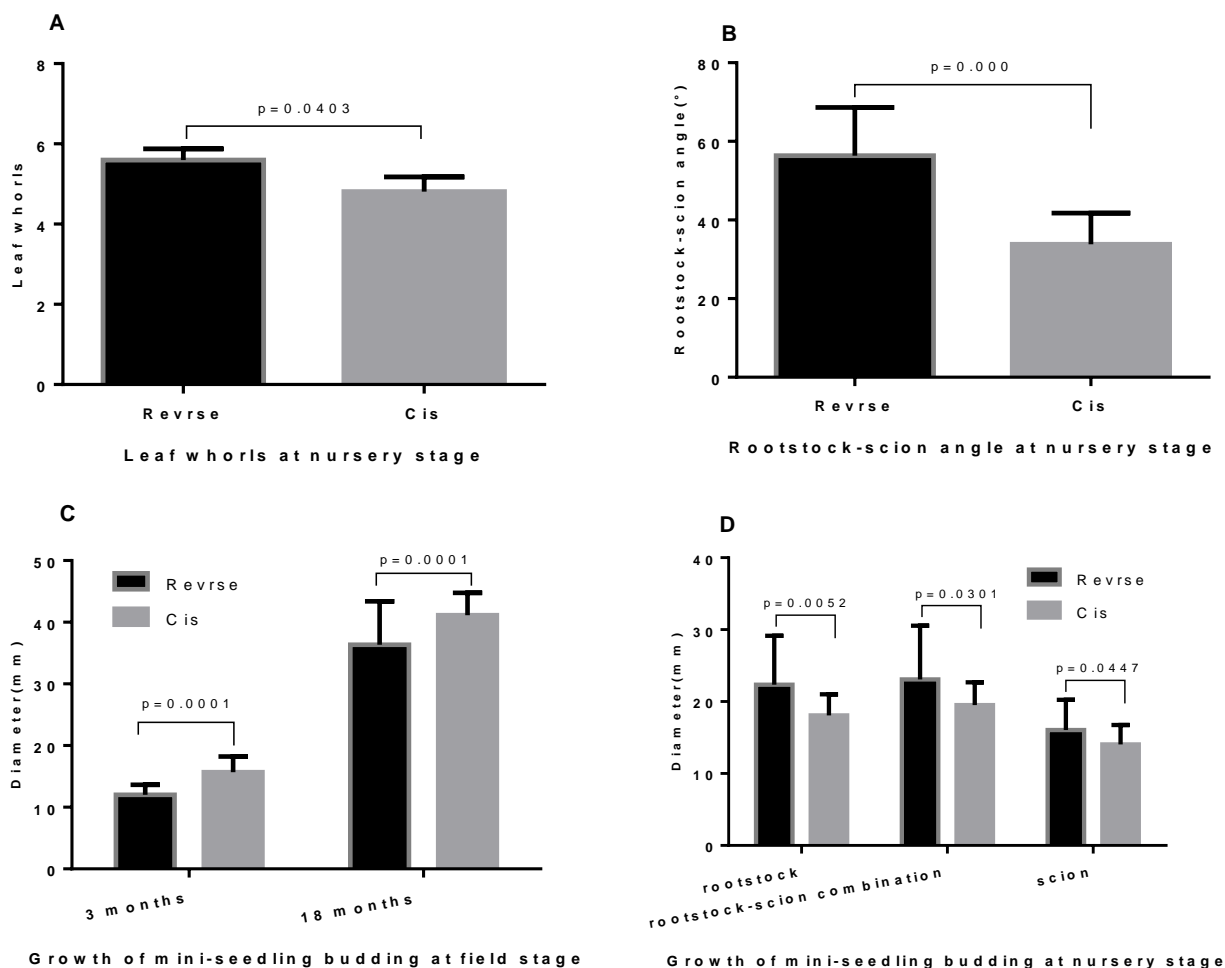 A
8
6
4
2
0
Leaf whorls
p=0.0403
Revrse
Cis
Leaf whorls at nursery stage
B
80
60
40
20
0
Rootstock-scion angle(°)
p=0.000
Revrse
Cis
Rootstock-scion angle at nursery stage
C
50
40
30
20
10
0
Diameter(mm)
Revrse
Cis
p=0.0001
p=0.0001
3 months
18 months
Growth of mini-seedling budding at field stage
D
40
30
20
10
0
Diameter(mm)
Revrse
Cis
p=0.0052
p=0.0301
p=0.0447
rootstock
rootstock-scion combination
scion
Growth of mini-seedling budding at nursery stage